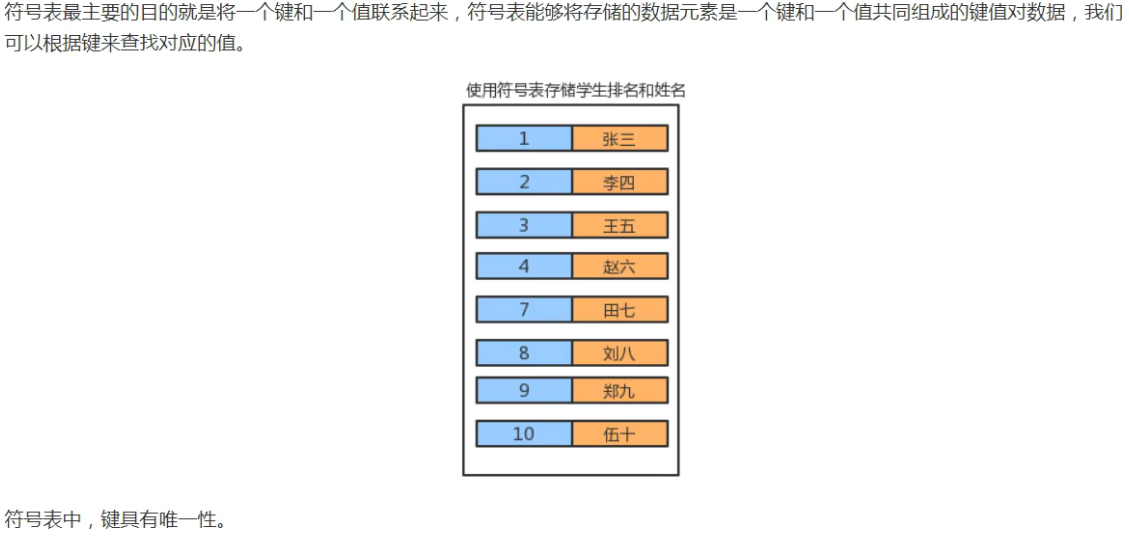 符号表最主要的目的就是将一个键和一个值联系起来，符号表能够将存储的数据元素是一个键和一个值共同组成的键值对数据，我们
可以根据键来查找对应的值。
使用符号表存储学生排名和姓名
1 张三
2 李四
3 王五
4 赵六
7 田七
8 刘八
9 郑九
10 伍十
符号表中，键具有唯一性。